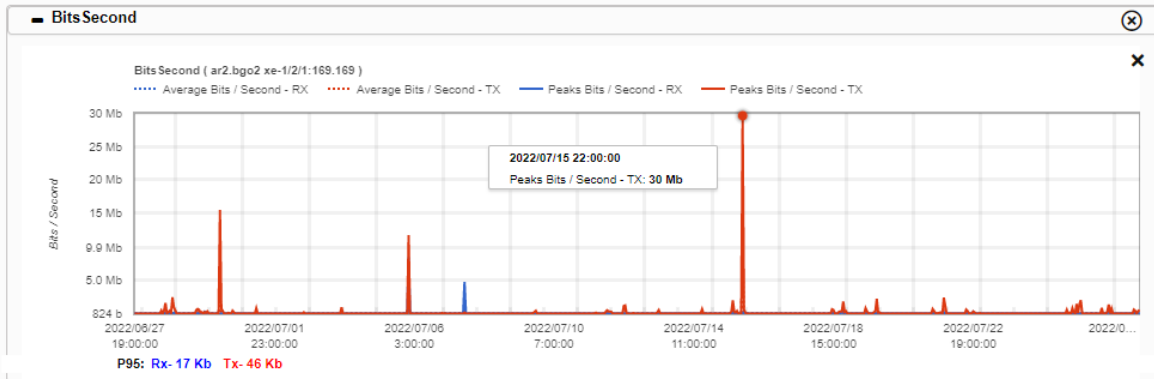 BitsSecond
BitsSecond ( ar2.bgo2 xe-1/2/1:169.169 )
Average Bits / Second - RX Average Bits / Second - TX Peaks Bits / Second - RX Peaks Bits / Second - TX
30 Mb
25 Mb
20 Mb
15 Mb
9.9 Mb
5.0 Mb
824 b
Bits / Second
2022/07/15 22:00:00
Peaks Bits / Second - TX: 30 Mb
2022/06/27 2022/07/01 2022/07/06 2022/07/10 2022/07/14 2022/07/18 2022/07/22 2022/0...
19:00:00 23:00:00 3:00:00 7:00:00 11:00:00 15:00:00 19:00:00
P95: Rx- 17 Kb Tx- 46 Kb